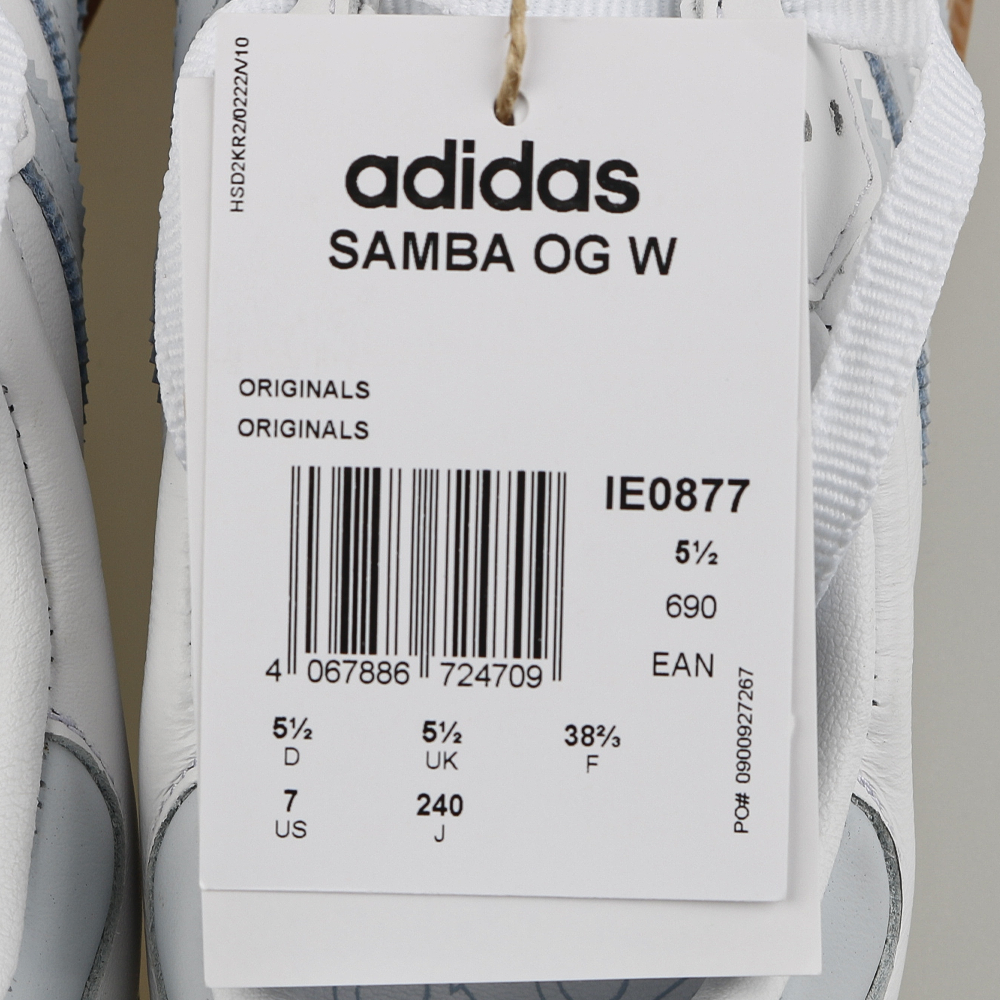 HSD2KR2/0222/V10
adidas
SAMBA OG W
ORIGINALS
ORIGINALS
IE0877
5½
690
EAN
4 067886 724709
5½ 5½ 38⅔
D UK F
7 240
US J
PO# 0900927267